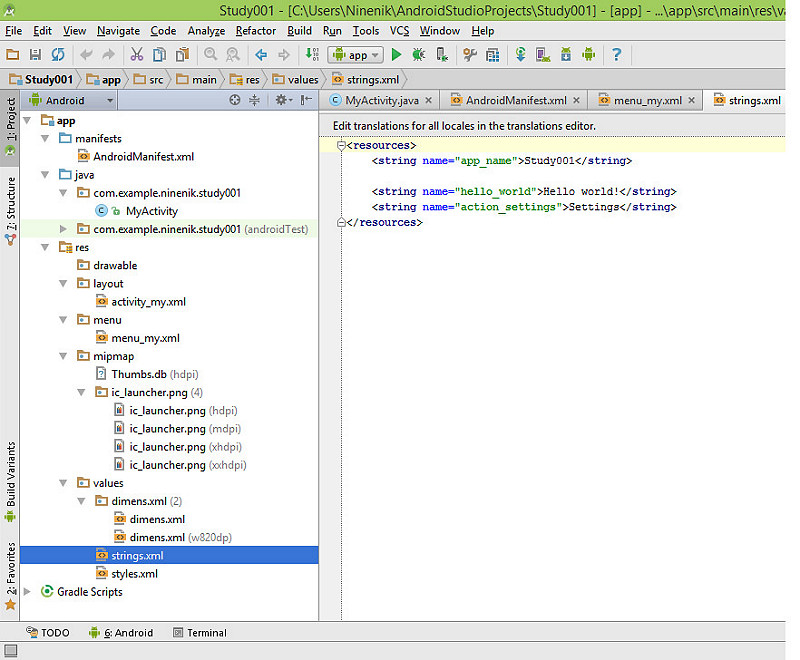 Study001 - [C:\Users\Ninenik\AndroidStudioProjects\Study001] - [app] - ...\app\src\main\res\va
File Edit View Navigate Code Analyze Refactor Build Run Tools VCS Window Help
app
Study001 app src main res values strings.xml
1: Project
7: Structure
Build Variants
2: Favorites
Android
MyActivity.java AndroidManifest.xml menu_my.xml strings.xml
Edit translations for all locales in the translations editor.
app
manifests
AndroidManifest.xml
java
com.example.ninenik.study001
MyActivity
com.example.ninenik.study001 (androidTest)
res
drawable
layout
activity_my.xml
menu
menu_my.xml
mipmap
Thumbs.db (hdpi)
ic_launcher.png (4)
ic_launcher.png (hdpi)
ic_launcher.png (mdpi)
ic_launcher.png (xhdpi)
ic_launcher.png (xxhdpi)
values
dimens.xml (2)
dimens.xml
dimens.xml (w820dp)
strings.xml
styles.xml
Gradle Scripts
<resources>
<string name="app_name">Study001</string>
<string name="hello_world">Hello world!</string>
<string name="action_settings">Settings</string>
</resources>
TODO 6: Android Terminal